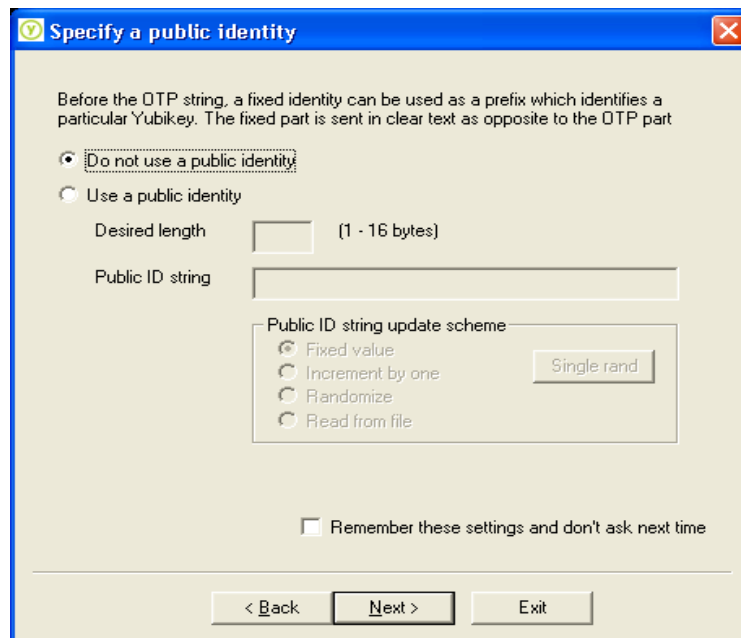 Specify a public identity
Before the OTP string, a fixed identity can be used as a prefix which identifies a
particular Yubikey. The fixed part is sent in clear text as opposite to the OTP part
Do not use a public identity
Use a public identity
Desired length (1 - 16 bytes)
Public ID string
Public ID string update scheme
Fixed value
Single rand
Increment by one
Randomize
Read from file
Remember these settings and don't ask next time
< Back Next > Exit